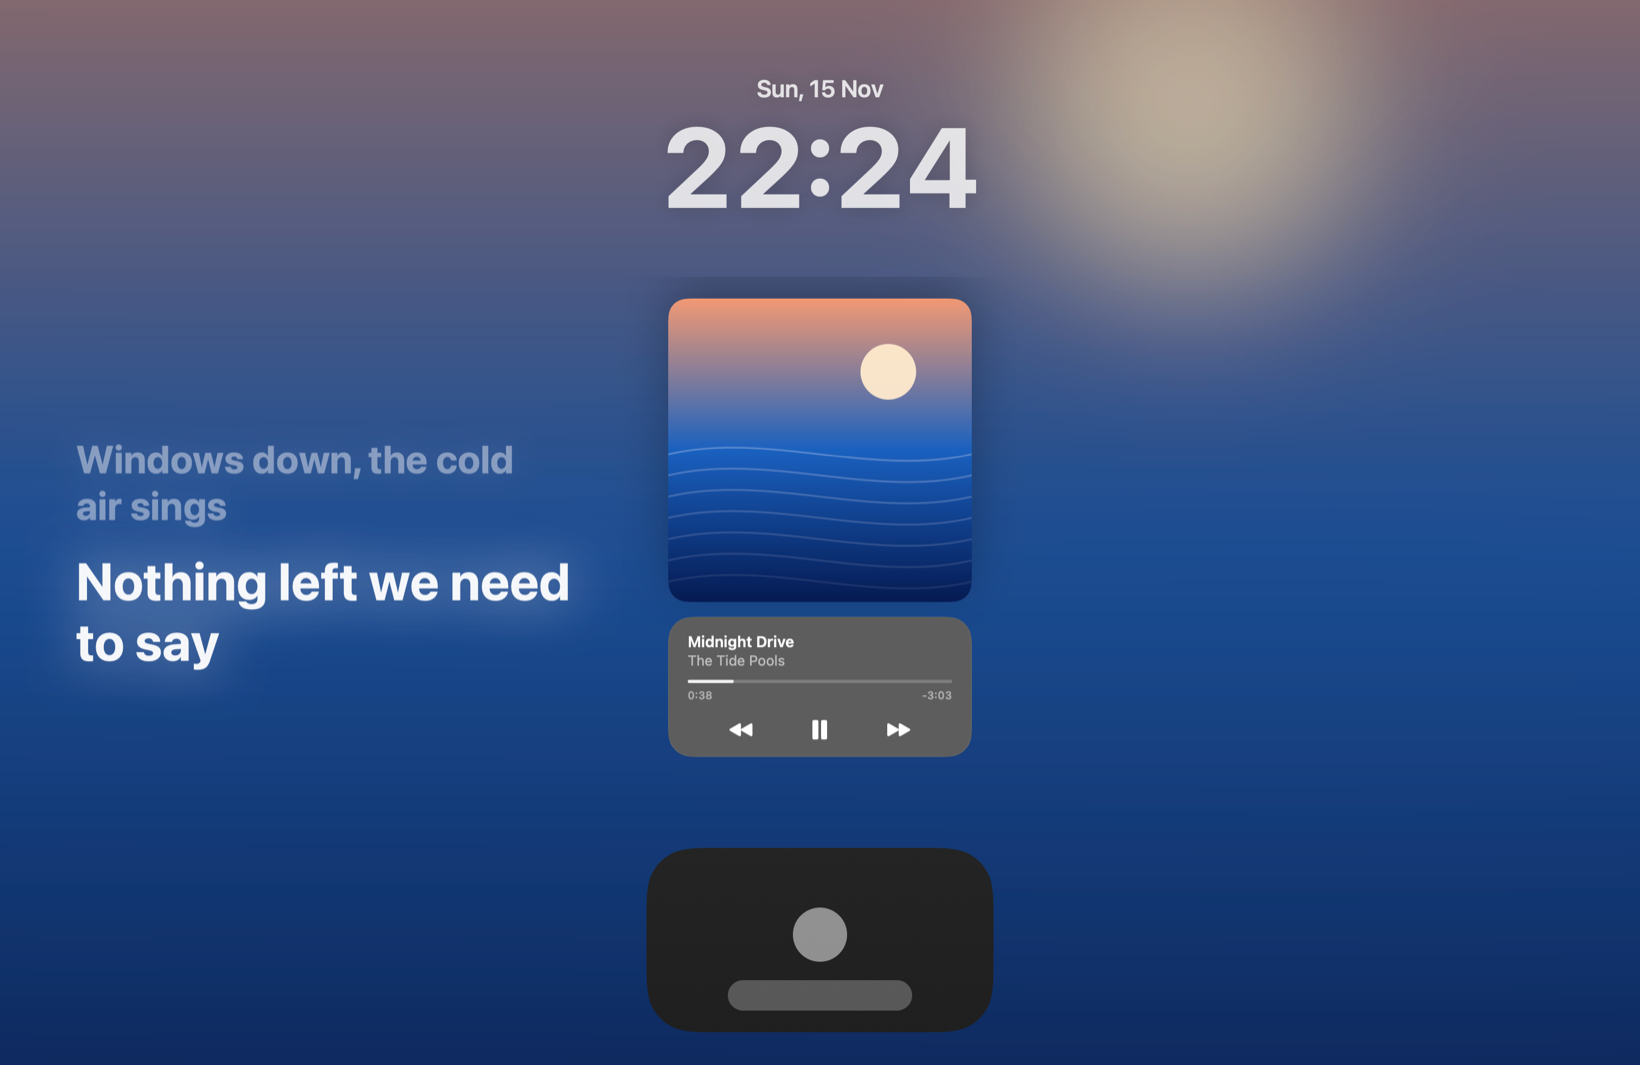 Sun, 15 Nov
22:24
Windows down, the cold
air sings
Nothing left we need
to say
Midnight Drive
The Tide Pools
0:38
-3:03